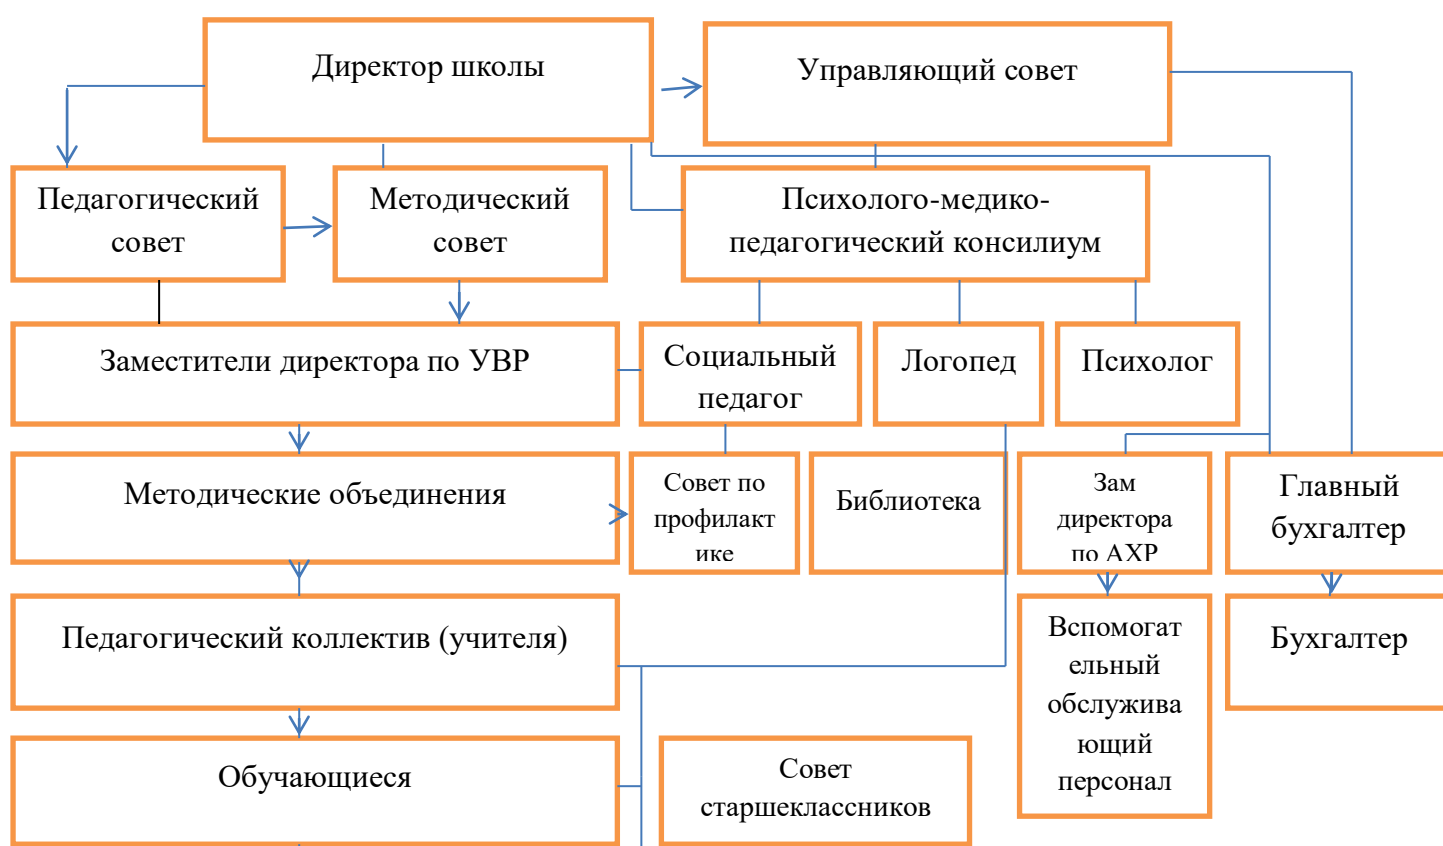 Директор школы
Управляющий совет
Педагогический
совет
Методический
совет
Психолого-медико-
педагогический консилиум
Заместители директора по УВР
Социальный
педагог
Логопед
Психолог
Методические объединения
Совет по
профилакт
ике
Библиотека
Зам
директора
по АХР
Главный
бухгалтер
Педагогический коллектив (учителя)
Вспомогат
ельный
обслужива
ющий
персонал
Бухгалтер
Обучающиеся
Совет
старшеклассников